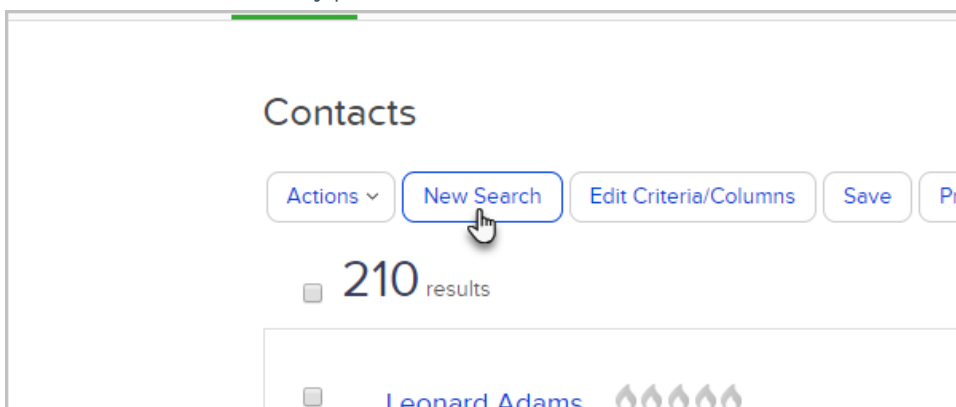 Contacts
Actions New Search Edit Criteria/Columns Save
210 results
Leonard Adams